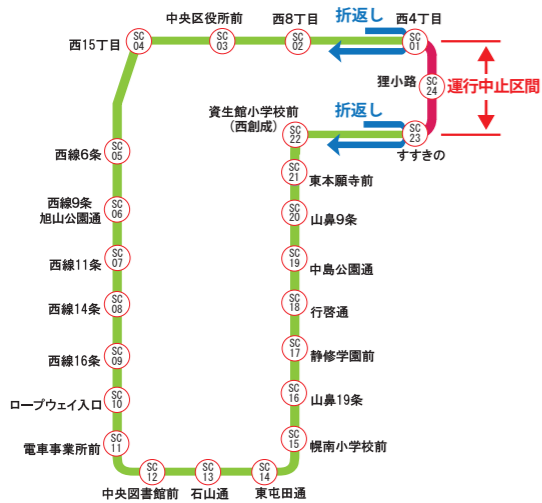 中央区役所前
西8丁目
折返し
西4丁目
西15丁目
SC
04
SC
03
SC
02
SC
01
狸小路
SC
24
運行中止区間
資生館小学校前
(西創成)
折返し
SC
22
SC
23
すすきの
西線6条
SC
05
SC
21
東本願寺前
西線9条
旭山公園通
SC
06
SC
20
山鼻9条
西線11条
SC
07
SC
19
中島公園通
西線14条
SC
08
SC
18
行啓通
西線16条
SC
09
SC
17
静修学園前
ロープウェイ入口
SC
10
SC
16
山鼻19条
電車事業所前
SC
11
SC
15
幌南小学校前
SC
12
SC
13
SC
14
中央図書館前
石山通
東屯田通